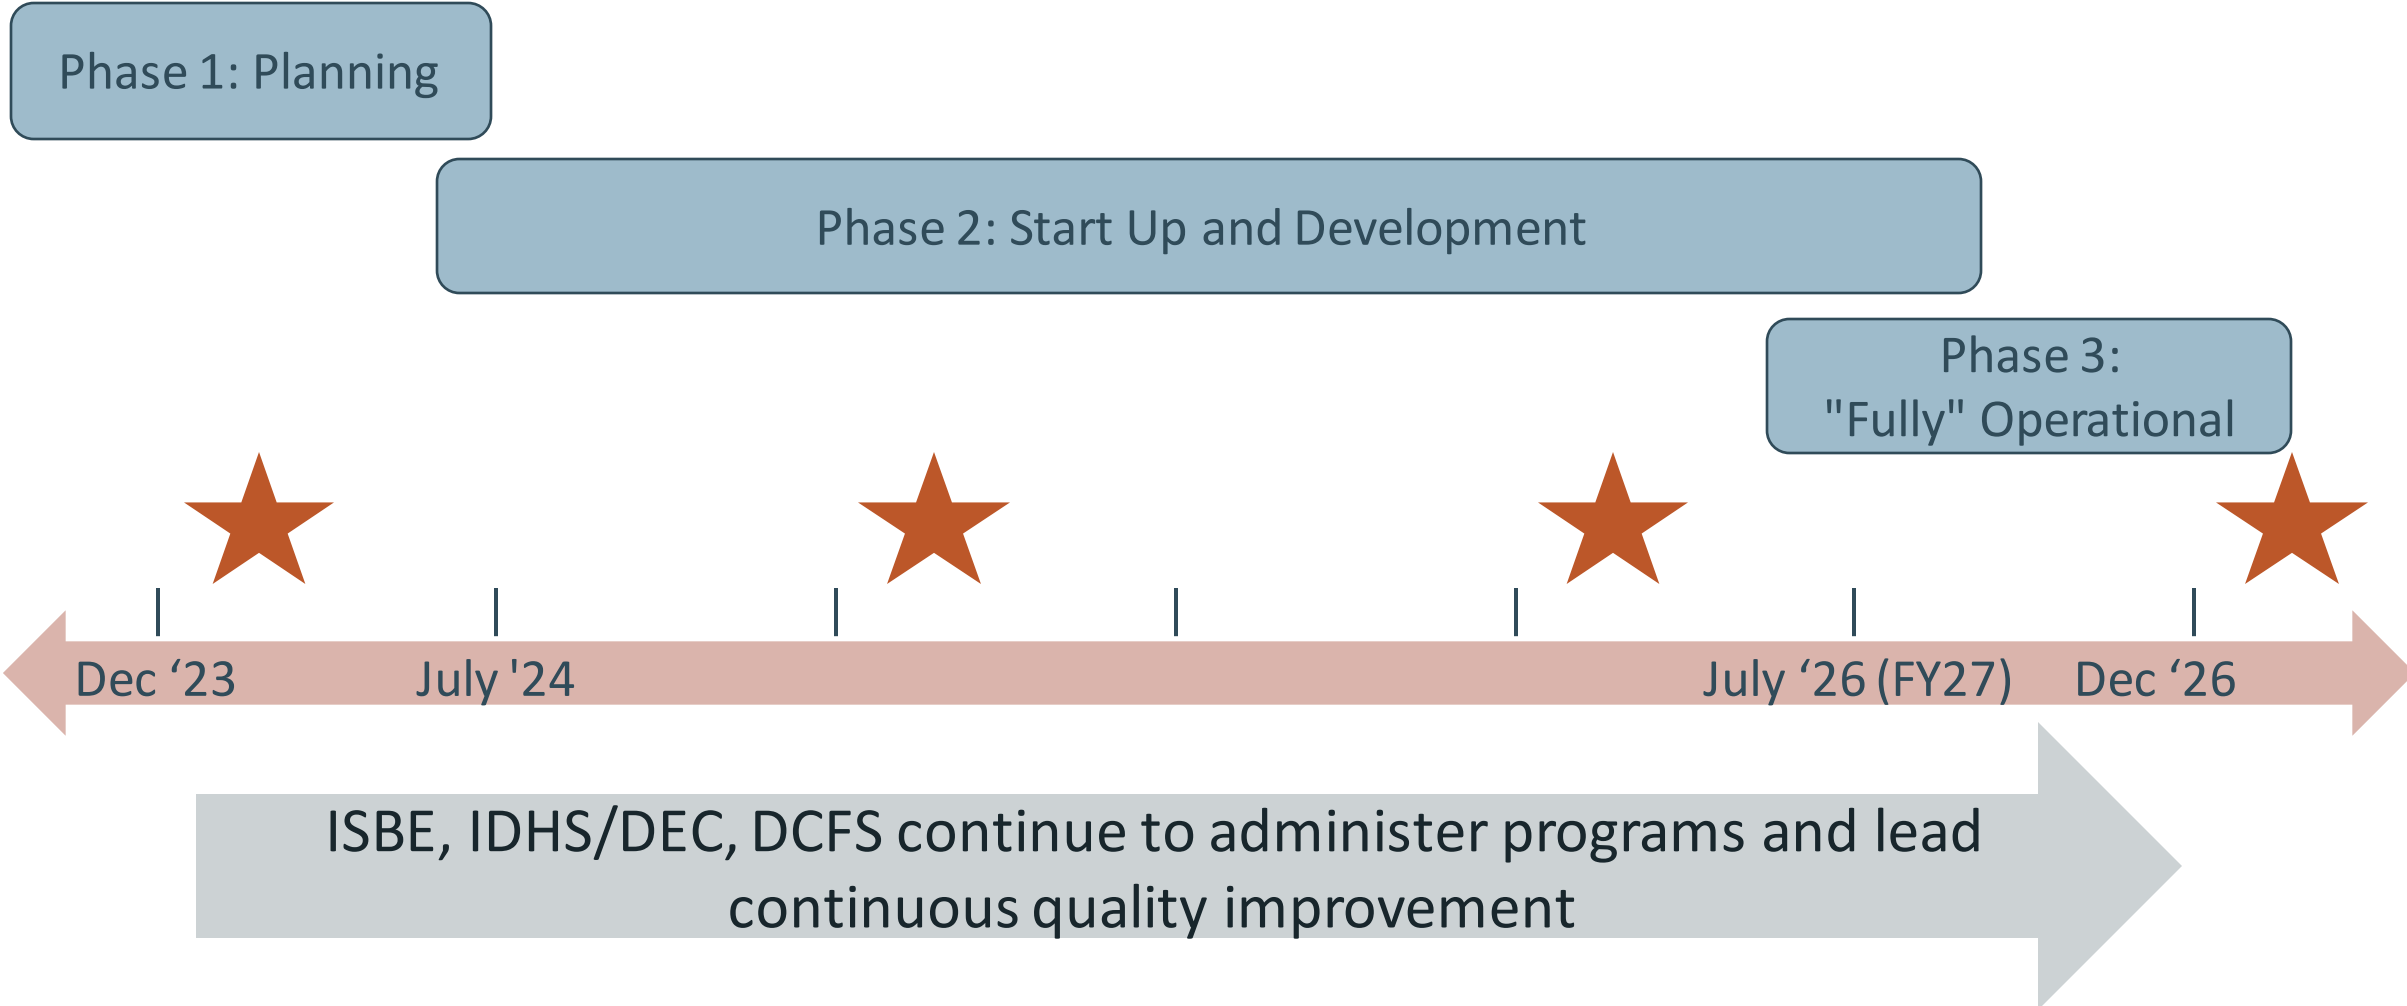 Phase 1: Planning
Phase 2: Start Up and Development
Phase 3:
"Fully" Operational
Dec ‘23
July '24
July ‘26 (FY27)
Dec ‘26
ISBE, IDHS/DEC, DCFS continue to administer programs and lead
continuous quality improvement